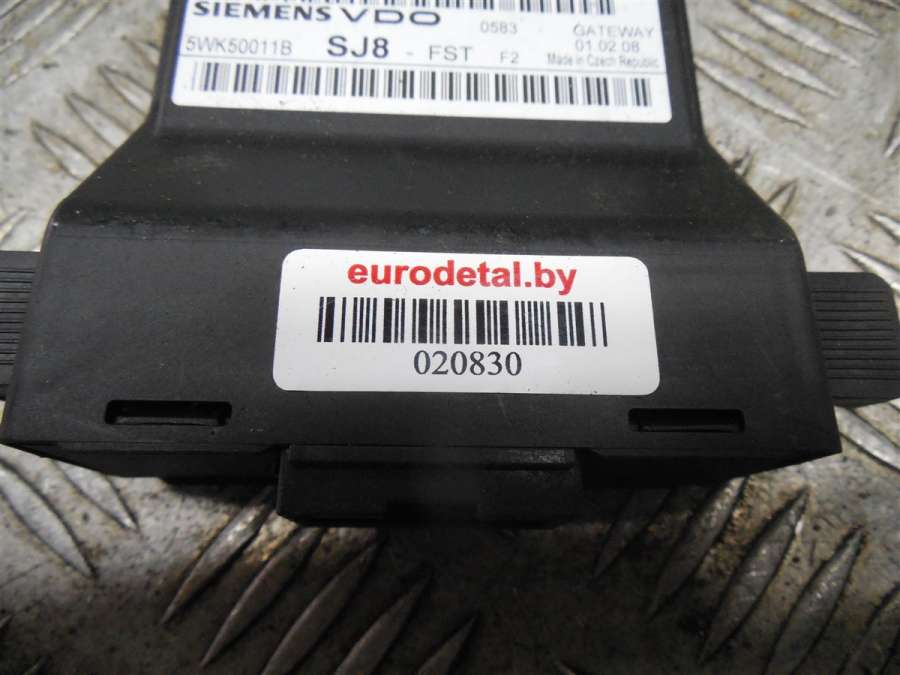 SIEMENS VDO 0583 GATEWAY
5WK50011B SJ8 - FST F2 01.02.08
Made in Czech Republic
eurodetal.by
020830